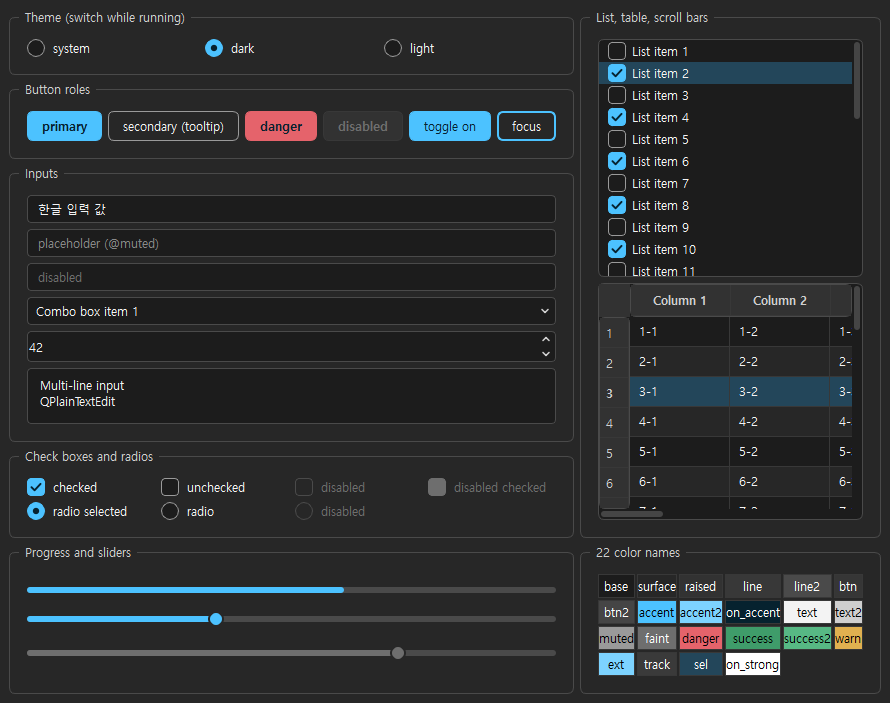 Theme (switch while running)
system
dark
light
Button roles
primary
secondary (tooltip)
danger
disabled
toggle on
focus
Inputs
한글 입력 값
placeholder (@muted)
disabled
Combo box item 1
42
Multi-line input
QPlainTextEdit
Check boxes and radios
checked
unchecked
disabled
disabled checked
radio selected
radio
disabled
Progress and sliders
List, table, scroll bars
List item 1
List item 2
List item 3
List item 4
List item 5
List item 6
List item 7
List item 8
List item 9
List item 10
List item 11
Column 1 Column 2
1 1-1 1-2 1-
2 2-1 2-2 2-
3 3-1 3-2 3-
4 4-1 4-2 4-
5 5-1 5-2 5-
6 6-1 6-2 6-
22 color names
base surface raised line line2 btn
btn2 accent accent2 on_accent text text2
muted faint danger success success2 warn
ext track sel on_strong